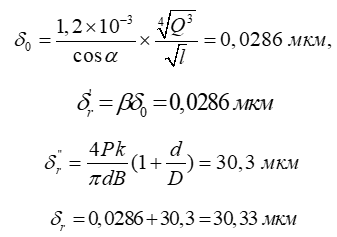 δ₀ = 1,2×10⁻³/cosα × ∜Q³/√l = 0,0286 мкм,
δ'ᵣ = βδ₀ = 0,0286 мкм
δ"ᵣ = 4Pk/πdB (1 + d/D) = 30,3 мкм
δᵣ = 0,0286 + 30,3 = 30,33 мкм